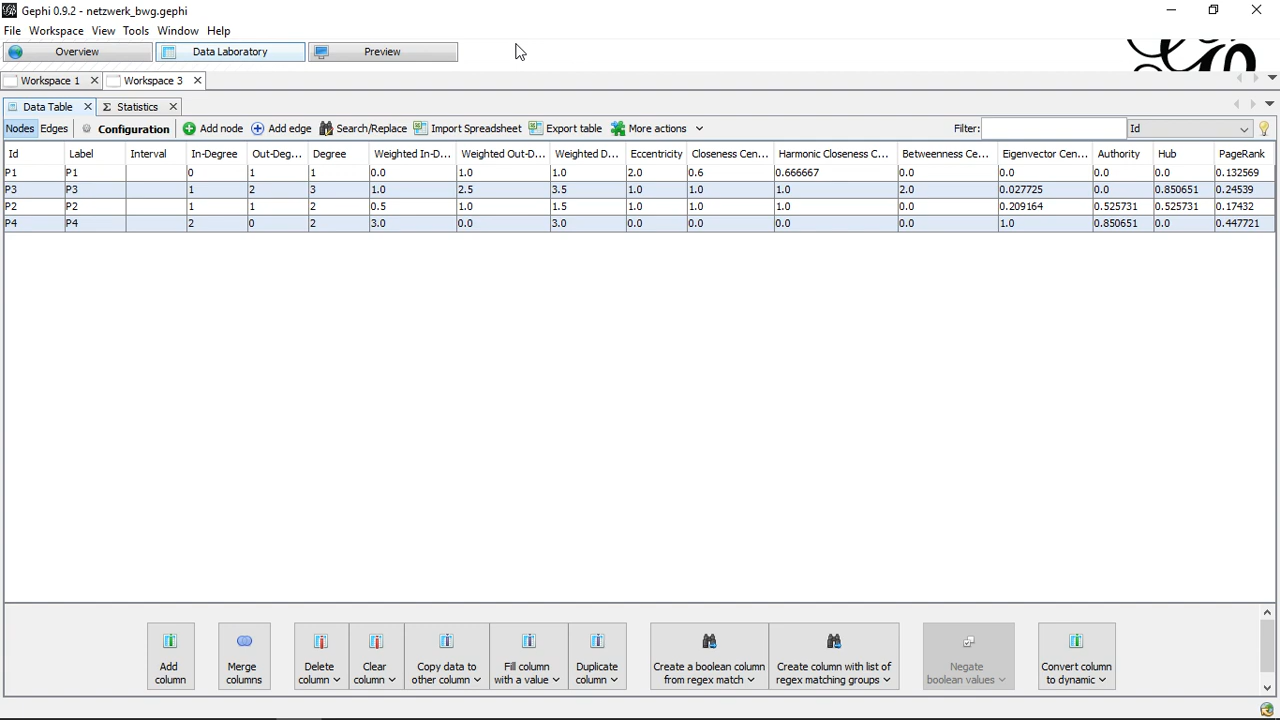 Gephi 0.9.2 - netzwerk_bwg.gephi
File Workspace View Tools Window Help
Overview Data Laboratory Preview
Workspace 1 Workspace 3
Data Table Statistics
Nodes Edges Configuration Add node Add edge Search/Replace Import Spreadsheet Export table More actions Filter: Id
Id Label Interval In-Degree Out-Deg... Degree Weighted In-D... Weighted Out-D... Weighted D... Eccentricity Closeness Cen... Harmonic Closeness C... Betweenness Ce... Eigenvector Cen... Authority Hub PageRank
P1 P1 0 1 1 0.0 1.0 1.0 2.0 0.6 0.666667 0.0 0.0 0.0 0.0 0.132569
P3 P3 1 2 3 1.0 2.5 3.5 1.0 1.0 1.0 2.0 0.027725 0.0 0.850651 0.24539
P2 P2 1 1 2 0.5 1.0 1.5 1.0 1.0 1.0 0.0 0.209164 0.525731 0.525731 0.17432
P4 P4 2 0 2 3.0 0.0 3.0 0.0 0.0 0.0 0.0 1.0 0.850651 0.0 0.447721
Add column
Merge columns
Delete column
Clear column
Copy data to other column
Fill column with a value
Duplicate column
Create a boolean column from regex match
Create column with list of regex matching groups
Negate boolean values
Convert column to dynamic